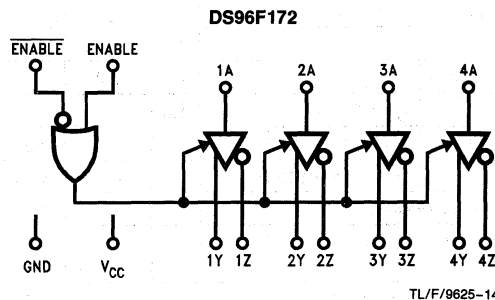 DS96F172
E̅N̅A̅B̅L̅E̅ ENABLE
1A 2A 3A 4A
GND VCC 1Y 1Z 2Y 2Z 3Y 3Z 4Y 4Z
TL/F/9625-14